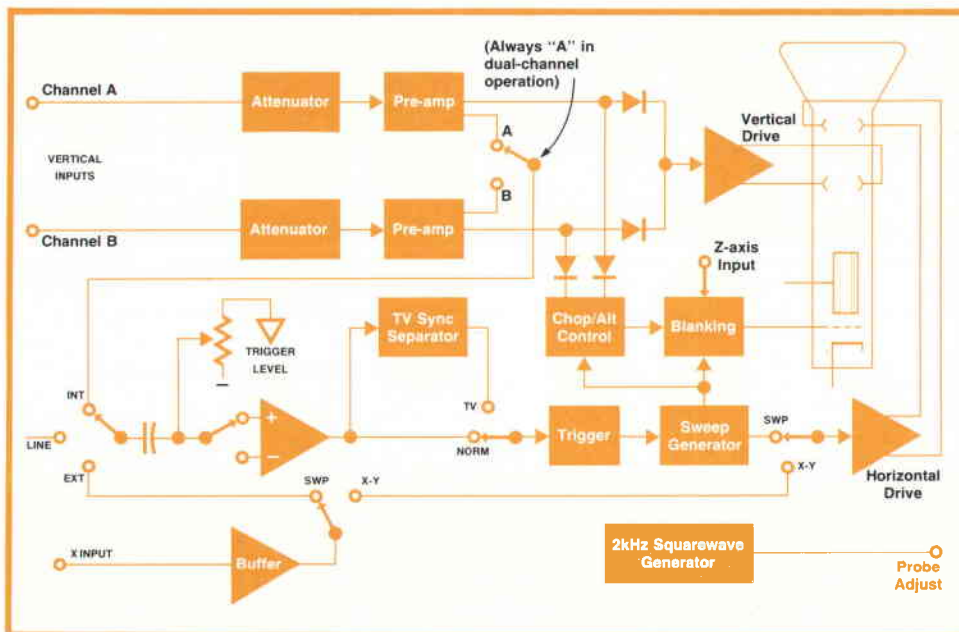 (Always “A” in
dual-channel
operation)
Channel A
Attenuator
Pre-amp
A
VERTICAL
INPUTS
Vertical
Drive
B
Channel B
Attenuator
Pre-amp
Z-axis
Input
TV Sync
Separator
Chop/Alt
Control
Blanking
TRIGGER
LEVEL
INT
TV
LINE
+
–
NORM
Trigger
Sweep
Generator
SWP
X-Y
EXT
SWP
X-Y
Horizontal
Drive
X INPUT
Buffer
2kHz Squarewave
Generator
Probe
Adjust